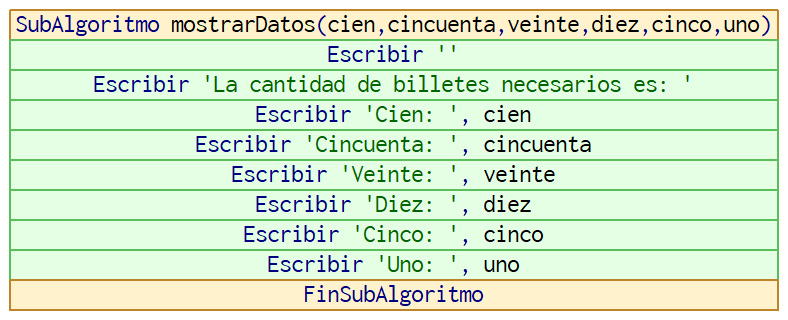 SubAlgoritmo mostrarDatos(cien,cincuenta,veinte,diez,cinco,uno)
Escribir ''
Escribir 'La cantidad de billetes necesarios es: '
Escribir 'Cien: ', cien
Escribir 'Cincuenta: ', cincuenta
Escribir 'Veinte: ', veinte
Escribir 'Diez: ', diez
Escribir 'Cinco: ', cinco
Escribir 'Uno: ', uno
FinSubAlgoritmo